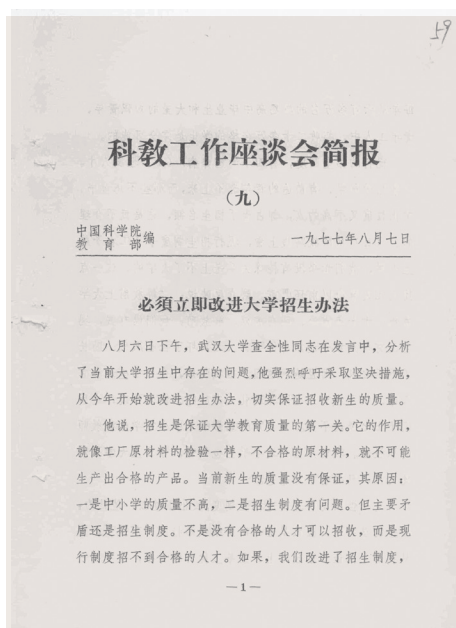 59
科教工作座谈会简报
（九）
中国科学院
教育部编
一九七七年八月七日
必須立即改进大学招生办法
八月六日下午，武汉大学查全性同志在发言中，分析
了当前大学招生中存在的问题，他强烈呼吁采取坚决措施，
从今年开始就改进招生办法，切实保证招收新生的质量。
他说，招生是保证大学教育质量的第一关。它的作用，
就像工厂原材料的检验一样，不合格的原材料，就不可能
生产出合格的产品。当前新生的质量没有保证，其原因：
一是中小学的质量不高，二是招生制度有问题。但主要矛
盾还是招生制度。不是没有合格的人才可以招收，而是现
行制度招不到合格的人才。如果，我们改进了招生制度，
—1—